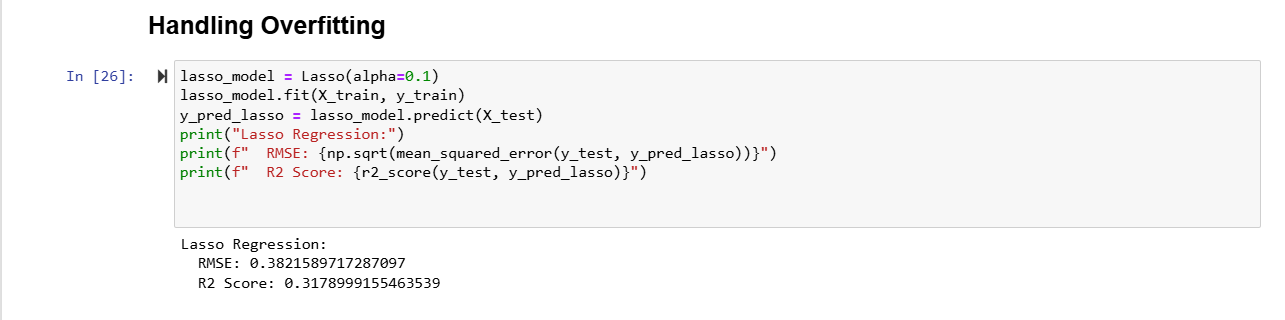 Handling Overfitting
In [26]:
lasso_model = Lasso(alpha=0.1)
lasso_model.fit(X_train, y_train)
y_pred_lasso = lasso_model.predict(X_test)
print("Lasso Regression:")
print(f"  RMSE: {np.sqrt(mean_squared_error(y_test, y_pred_lasso))}")
print(f"  R2 Score: {r2_score(y_test, y_pred_lasso)}")
Lasso Regression:
  RMSE: 0.3821589717287097
  R2 Score: 0.3178999155463539